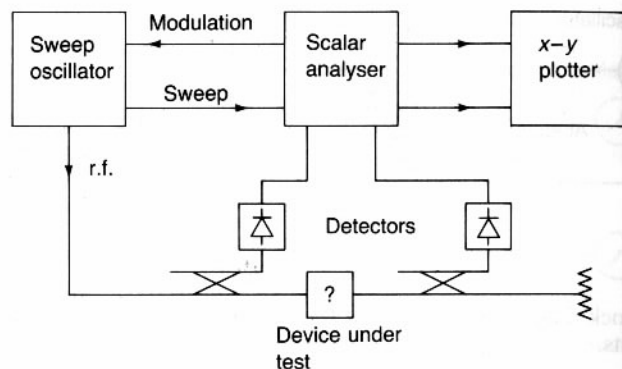 Modulation
Sweep
oscillator
Scalar
analyser
x–y
plotter
Sweep
r.f.
Detectors
?
Device under
test